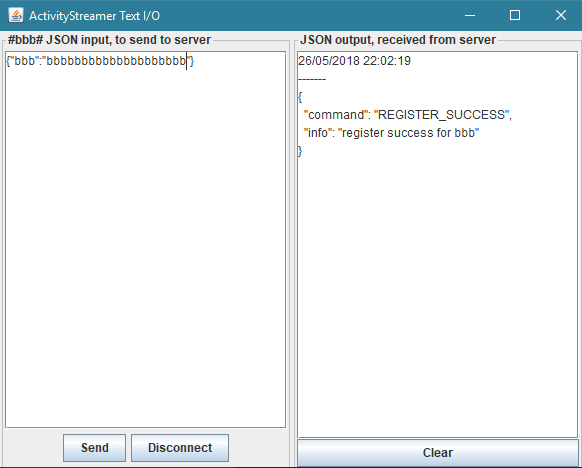 ActivityStreamer Text I/O
#bbb# JSON input, to send to server
{"bbb":"bbbbbbbbbbbbbbbbbbbb"}
Send
Disconnect
JSON output, received from server
26/05/2018 22:02:19
-------
{
"command": "REGISTER_SUCCESS",
"info": "register success for bbb"
}
Clear